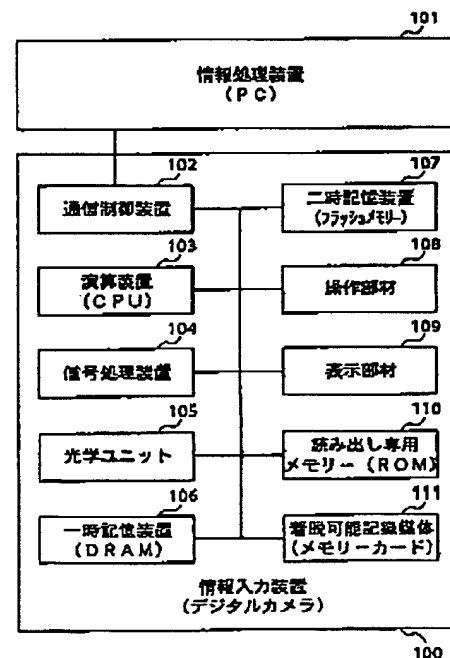 101
情報処理装置
(PC)
102
通信制御装置
103
演算装置
(CPU)
104
信号処理装置
105
光学ユニット
106
一時記憶装置
(DRAM)
107
二時記憶装置
(フラッシュメモリー)
108
操作部材
109
表示部材
110
読み出し専用
メモリー(ROM)
111
着脱可能記録媒体
(メモリーカード)
情報入力装置
(デジタルカメラ)
100